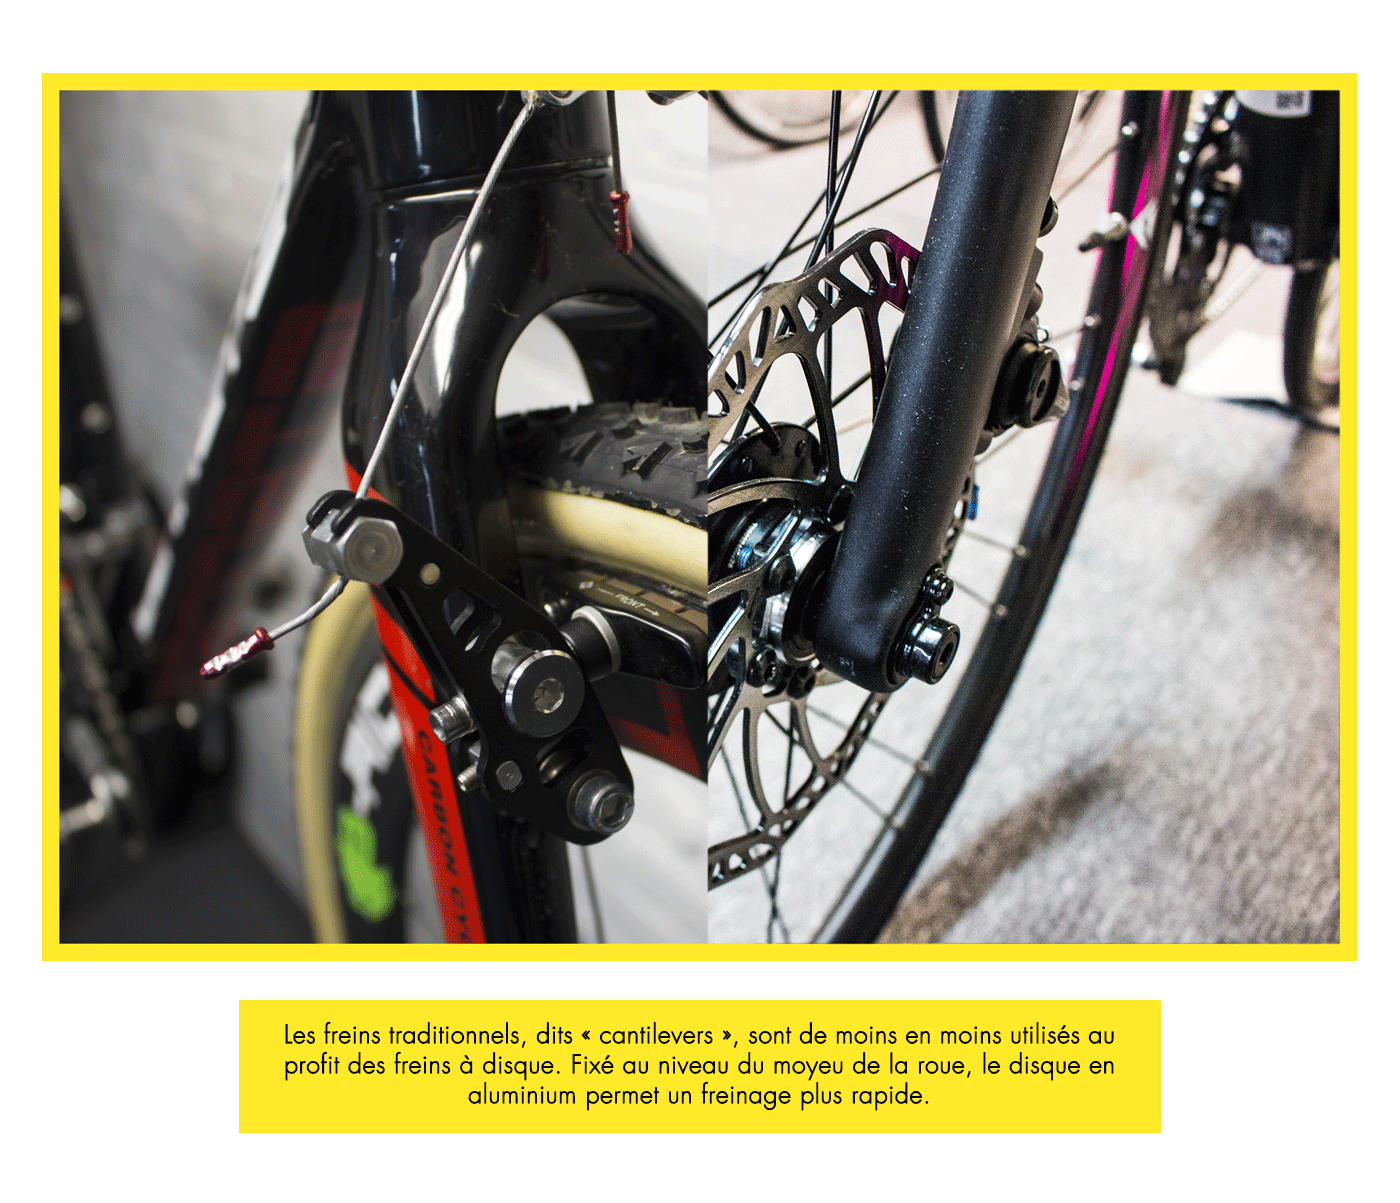 FRONT
CARBON CYC
Les freins traditionnels, dits « cantilevers », sont de moins en moins utilisés au
profit des freins à disque. Fixé au niveau du moyeu de la roue, le disque en
aluminium permet un freinage plus rapide.